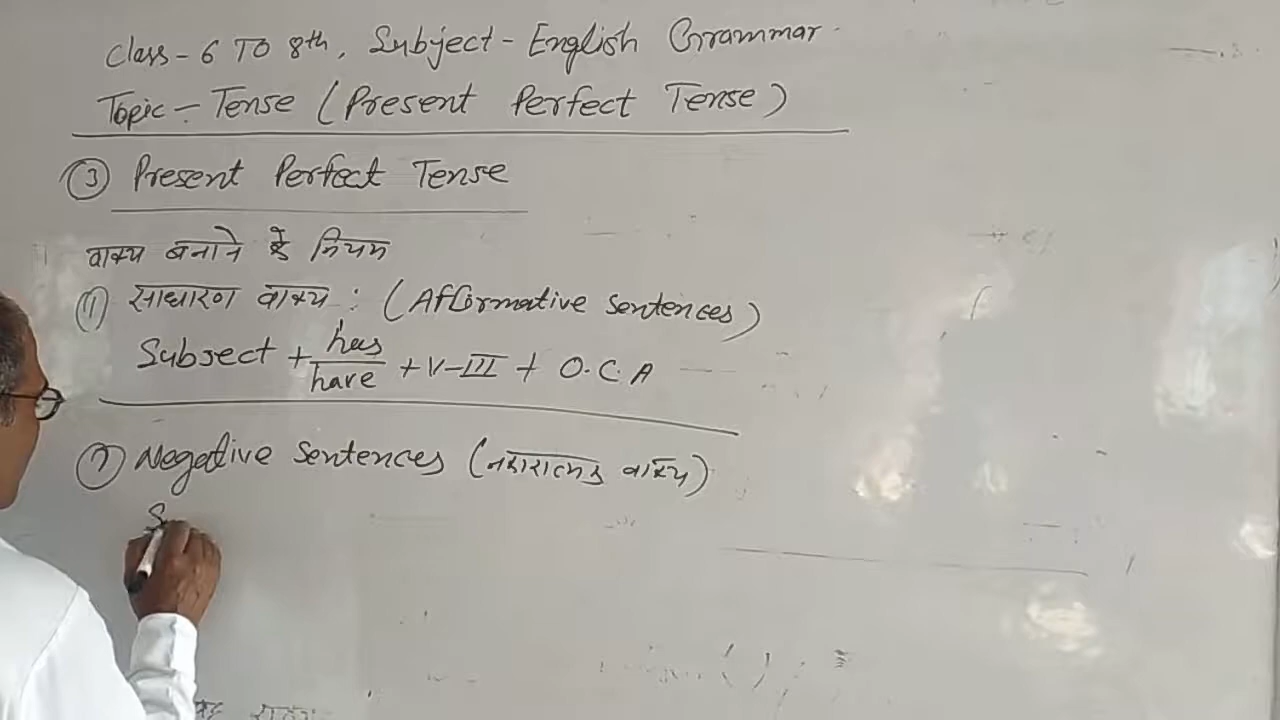 Class - 6 TO 8th, Subject - English Grammar
Topic - Tense (Present Perfect Tense)
③ Present Perfect Tense
वाक्य बनाने के नियम
(1) साधारण वाक्य : (Affirmative Sentences)
Subject + has/have + V-III + O.C.A
(2) Negative Sentences (नकारात्मक वाक्य)
S